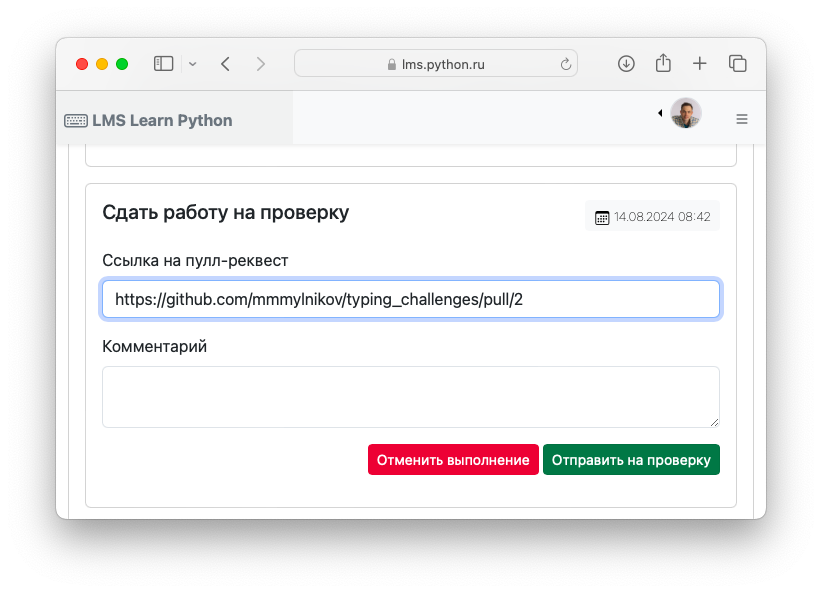 lms.python.ru
LMS Learn Python
Сдать работу на проверку
14.08.2024 08:42
Ссылка на пулл-реквест
https://github.com/mmmylnikov/typing_challenges/pull/2
Комментарий
Отменить выполнение
Отправить на проверку